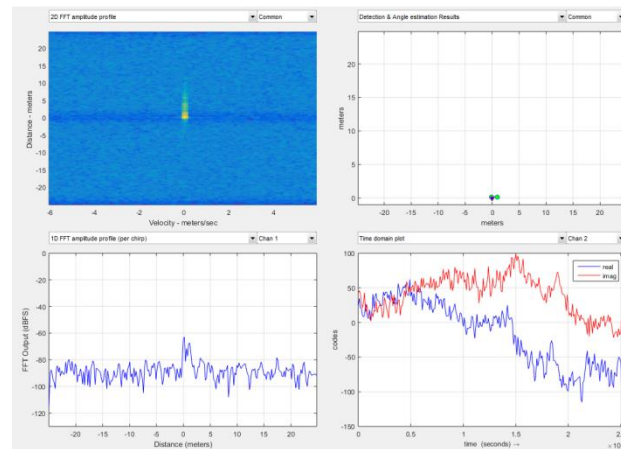 2D FFT amplitude profile Common
25
20
15
10
5
0
-5
-10
-15
-20
-6 -4 -2 0 2 4
Distance - meters
Velocity - meters/sec
Detection & Angle estimation Results Common
25
20
15
10
5
0
-20 -15 -10 -5 0 5 10 15 20
meters
meters
1D FFT amplitude profile (per chirp) Chan 1
0
-20
-40
-60
-80
-100
-120
-25 -20 -15 -10 -5 0 5 10 15 20
FFT Output (dBFS)
Distance (meters)
Time domain plot Chan 2
real
imag
100
50
0
-50
-100
-150
0 0.5 1 1.5 2
codes
time (seconds) →